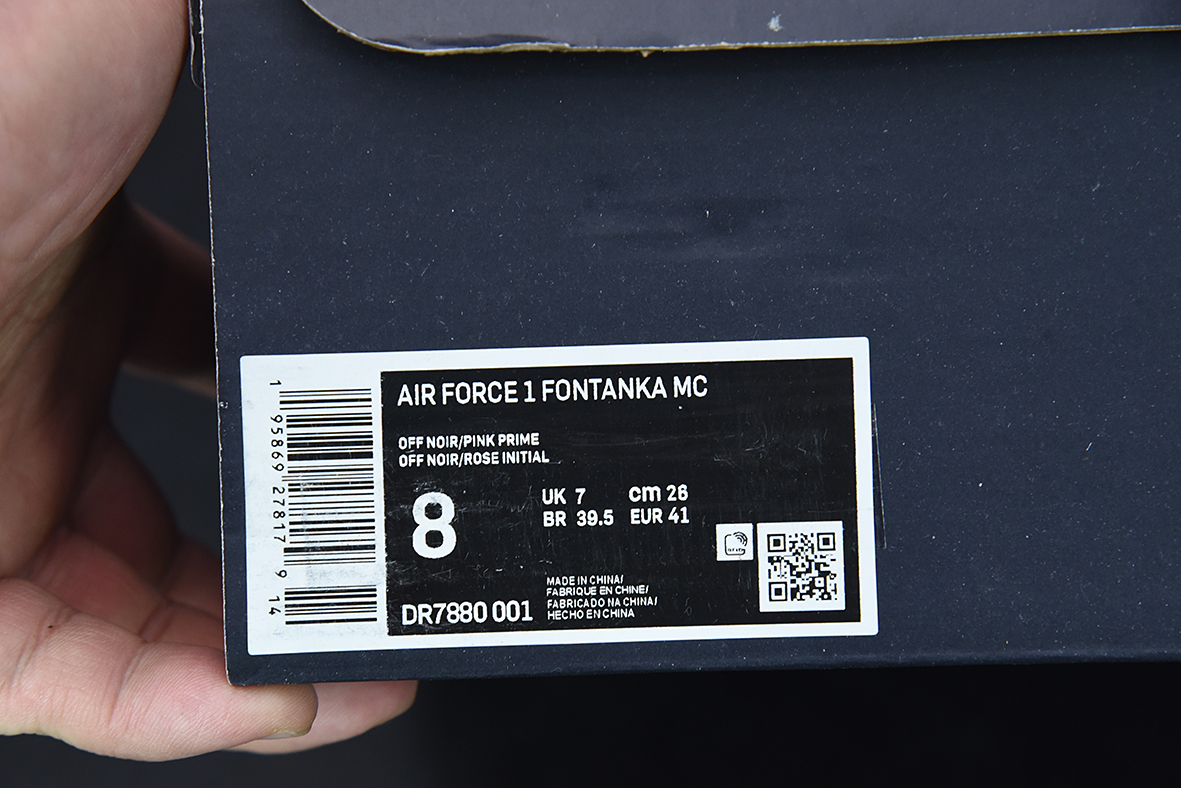 AIR FORCE 1 FONTANKA MC
OFF NOIR/PINK PRIME
OFF NOIR/ROSE INITIAL
8
UK 7 cm 26
BR 39.5 EUR 41
DR7880 001
MADE IN CHINA/
FABRIQUE EN CHINE/
FABRICADO NA CHINA/
HECHO EN CHINA
1 95869 27817 9 14